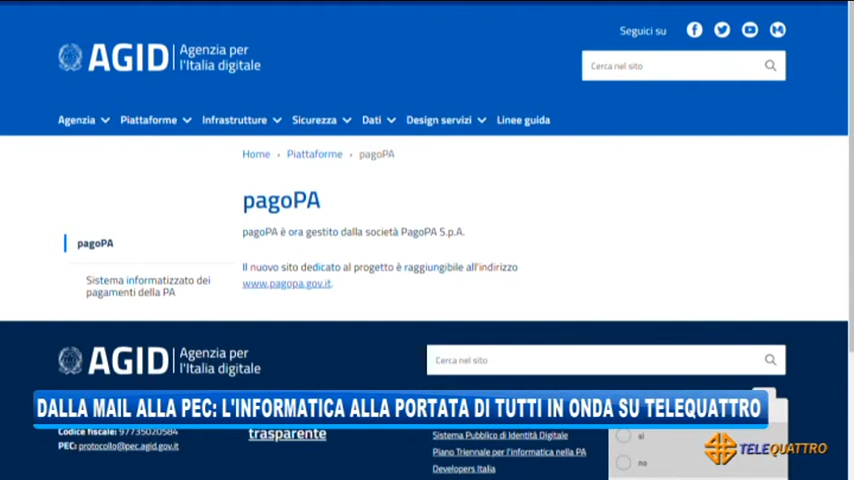 AGID
Agenzia per
l'Italia digitale
Seguici su
Cerca nel sito
Agenzia
Piattaforme
Infrastrutture
Sicurezza
Dati
Design servizi
Linee guida
Home › Piattaforme › pagoPA
pagoPA
pagoPA è ora gestito dalla società PagoPA S.p.A.
pagoPA
Il nuovo sito dedicato al progetto è raggiungibile all'indirizzo
www.pagopa.gov.it.
Sistema informatizzato dei
pagamenti della PA
AGID
Agenzia per
l'Italia digitale
Cerca nel sito
DALLA MAIL ALLA PEC: L'INFORMATICA ALLA PORTATA DI TUTTI IN ONDA SU TELEQUATTRO
Codice fiscale: 97735020584
PEC: protocollo@pec.agid.gov.it
trasparente
Sistema Pubblico di Identità Digitale
Piano Triennale per l'informatica nella PA
Developers Italia
si
no
TELEQUATTRO